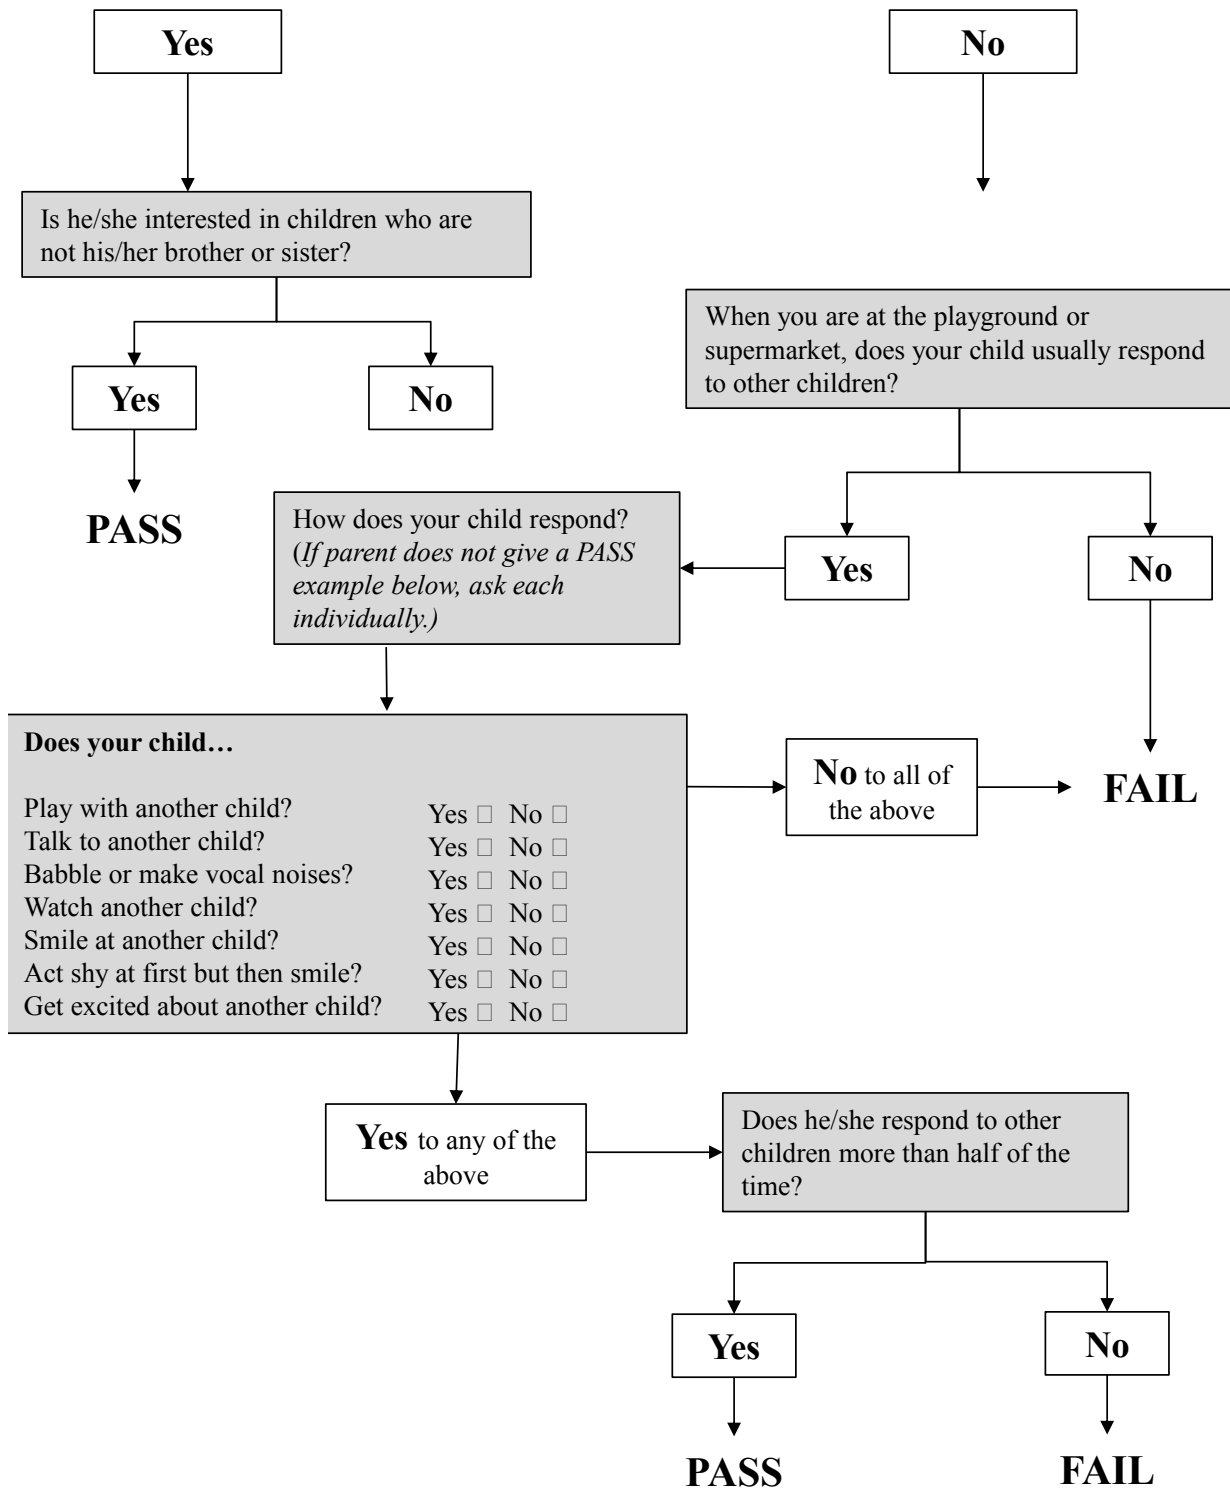 Yes
No
Is he/she interested in children who are
not his/her brother or sister?
When you are at the playground or
supermarket, does your child usually respond
to other children?
Yes
No
PASS
How does your child respond?
(If parent does not give a PASS
example below, ask each
individually.)
Yes
No
Does your child…
Play with another child? Yes □ No □
Talk to another child? Yes □ No □
Babble or make vocal noises? Yes □ No □
Watch another child? Yes □ No □
Smile at another child? Yes □ No □
Act shy at first but then smile? Yes □ No □
Get excited about another child? Yes □ No □
No to all of
the above
FAIL
Yes to any of the
above
Does he/she respond to other
children more than half of the
time?
Yes
No
PASS
FAIL